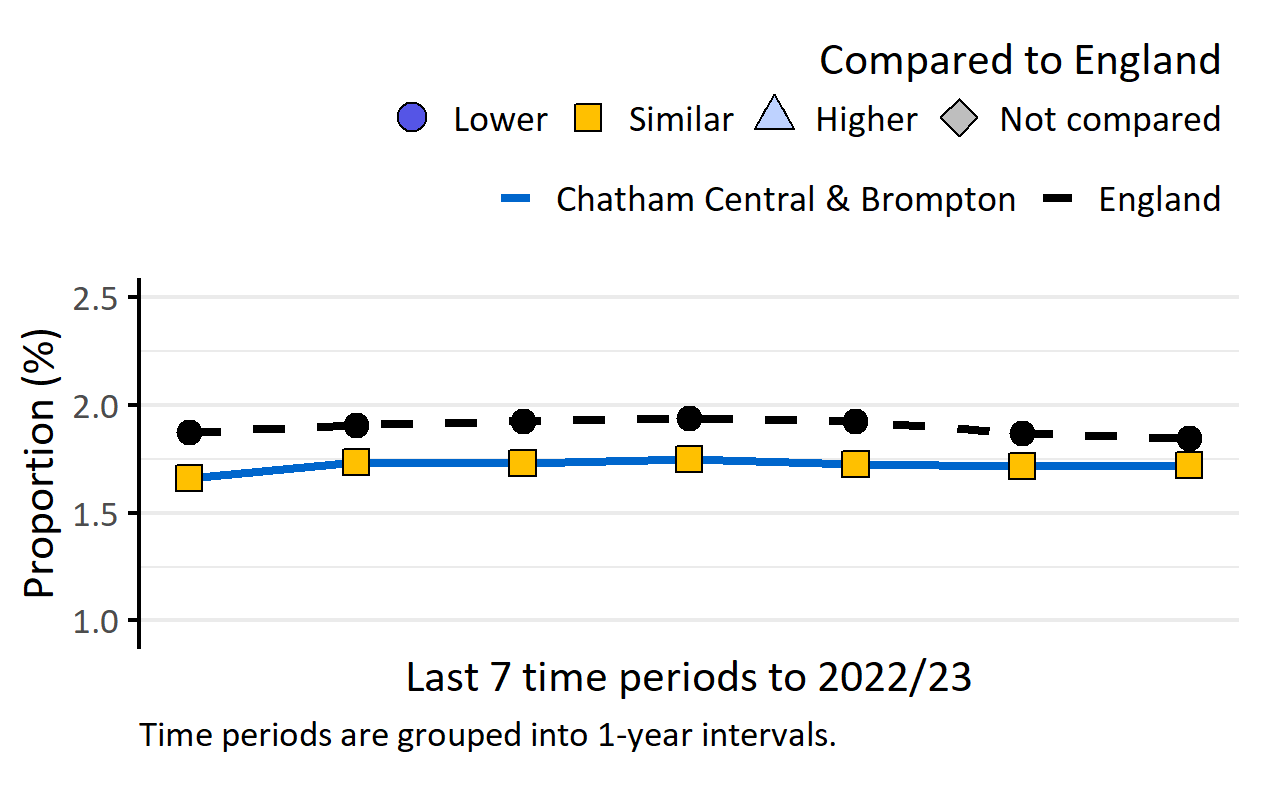 Compared to England
Lower Similar Higher Not compared
Chatham Central & Brompton England
Proportion (%)
2.5
2.0
1.5
1.0
Last 7 time periods to 2022/23
Time periods are grouped into 1-year intervals.